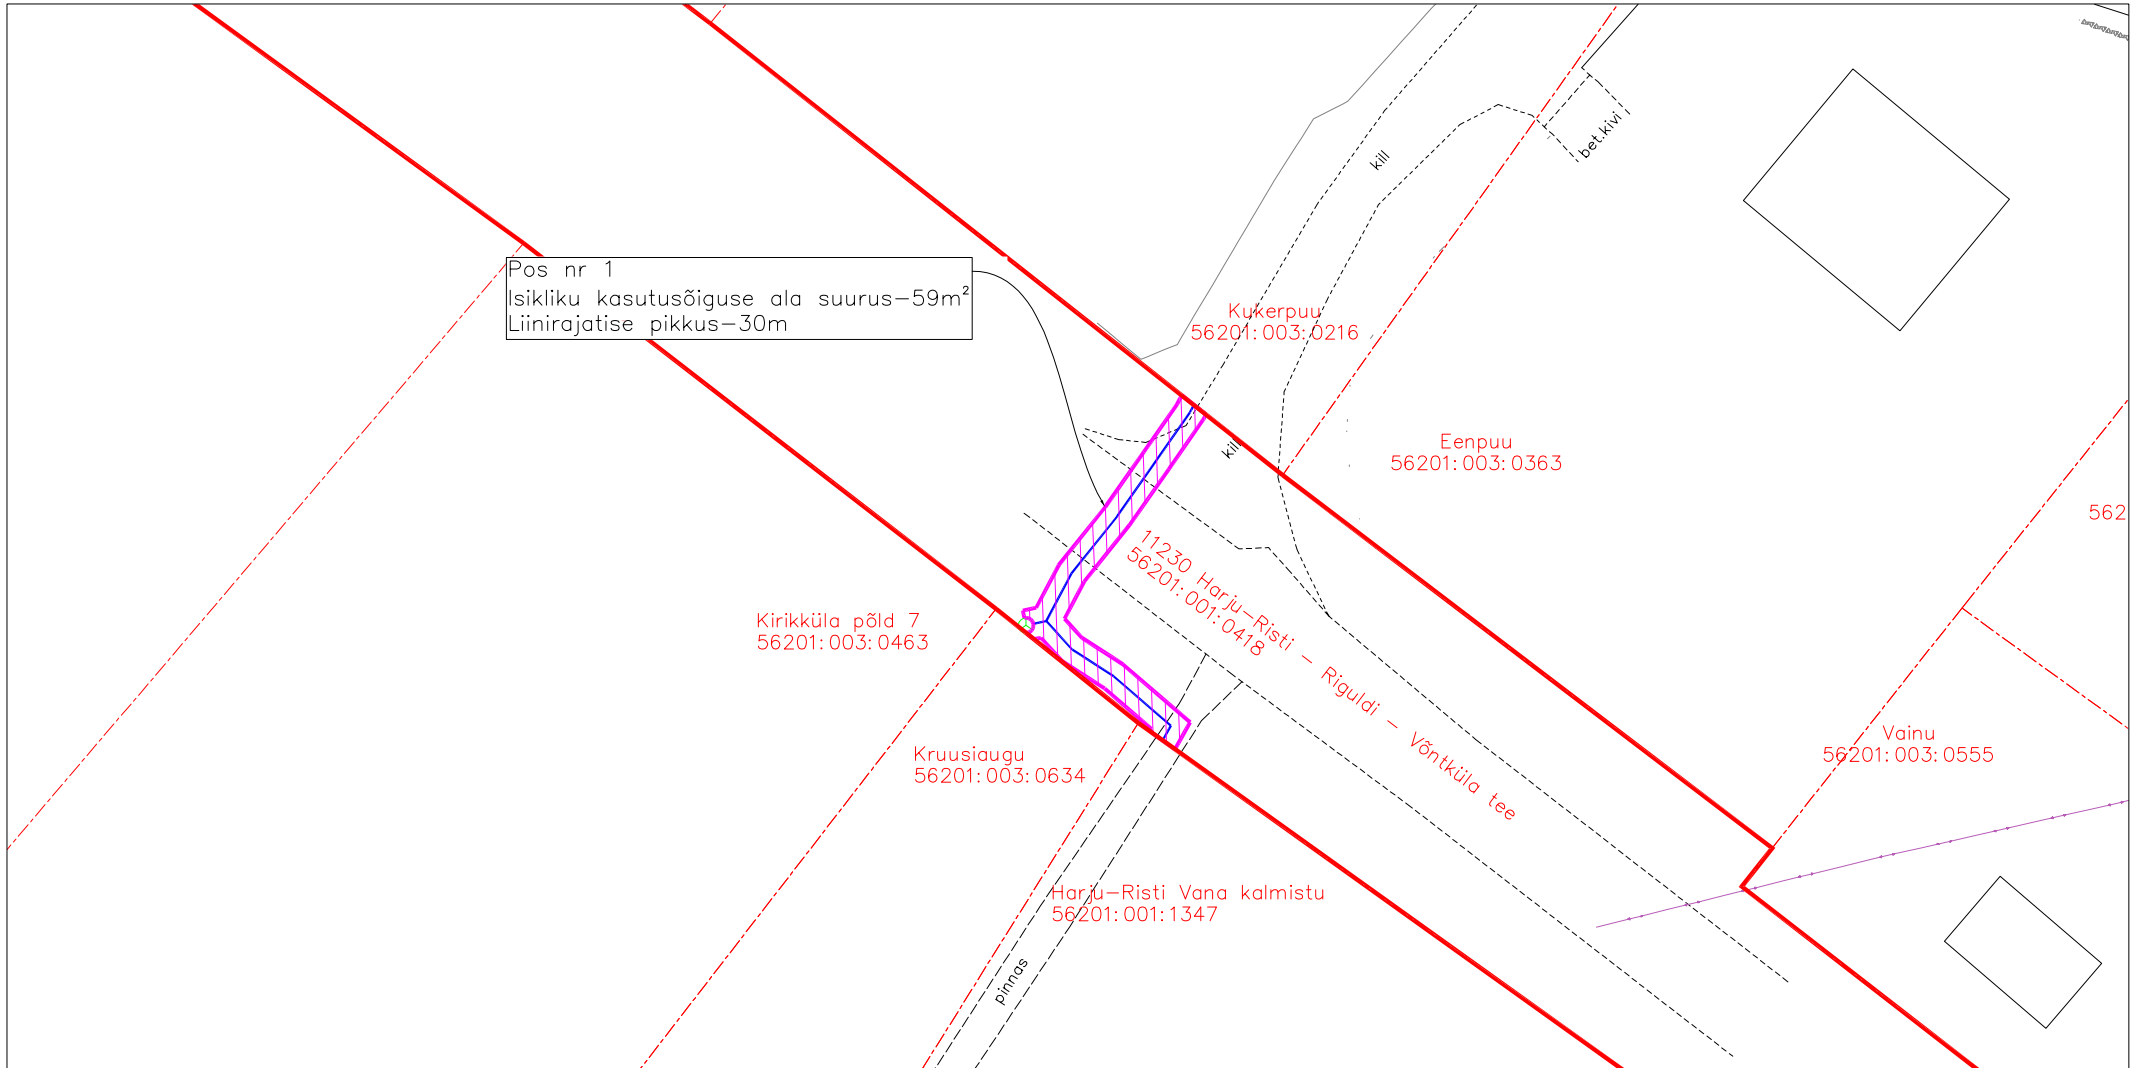 kill
bet.kivi
Pos nr 1
Isikliku kasutusõiguse ala suurus-59m²
Liinirajatise pikkus-30m
Kukerpuu
56201:003:0216
kill
Eenpuu
56201:003:0363
562
11230 Harju-Risti - Riguldi - Võntküla tee
56201:001:0418
Kirikküla põld 7
56201:003:0463
Kruusiaugu
56201:003:0634
Vainu
56201:003:0555
Harju-Risti Vana kalmistu
56201:001:1347
pinnas